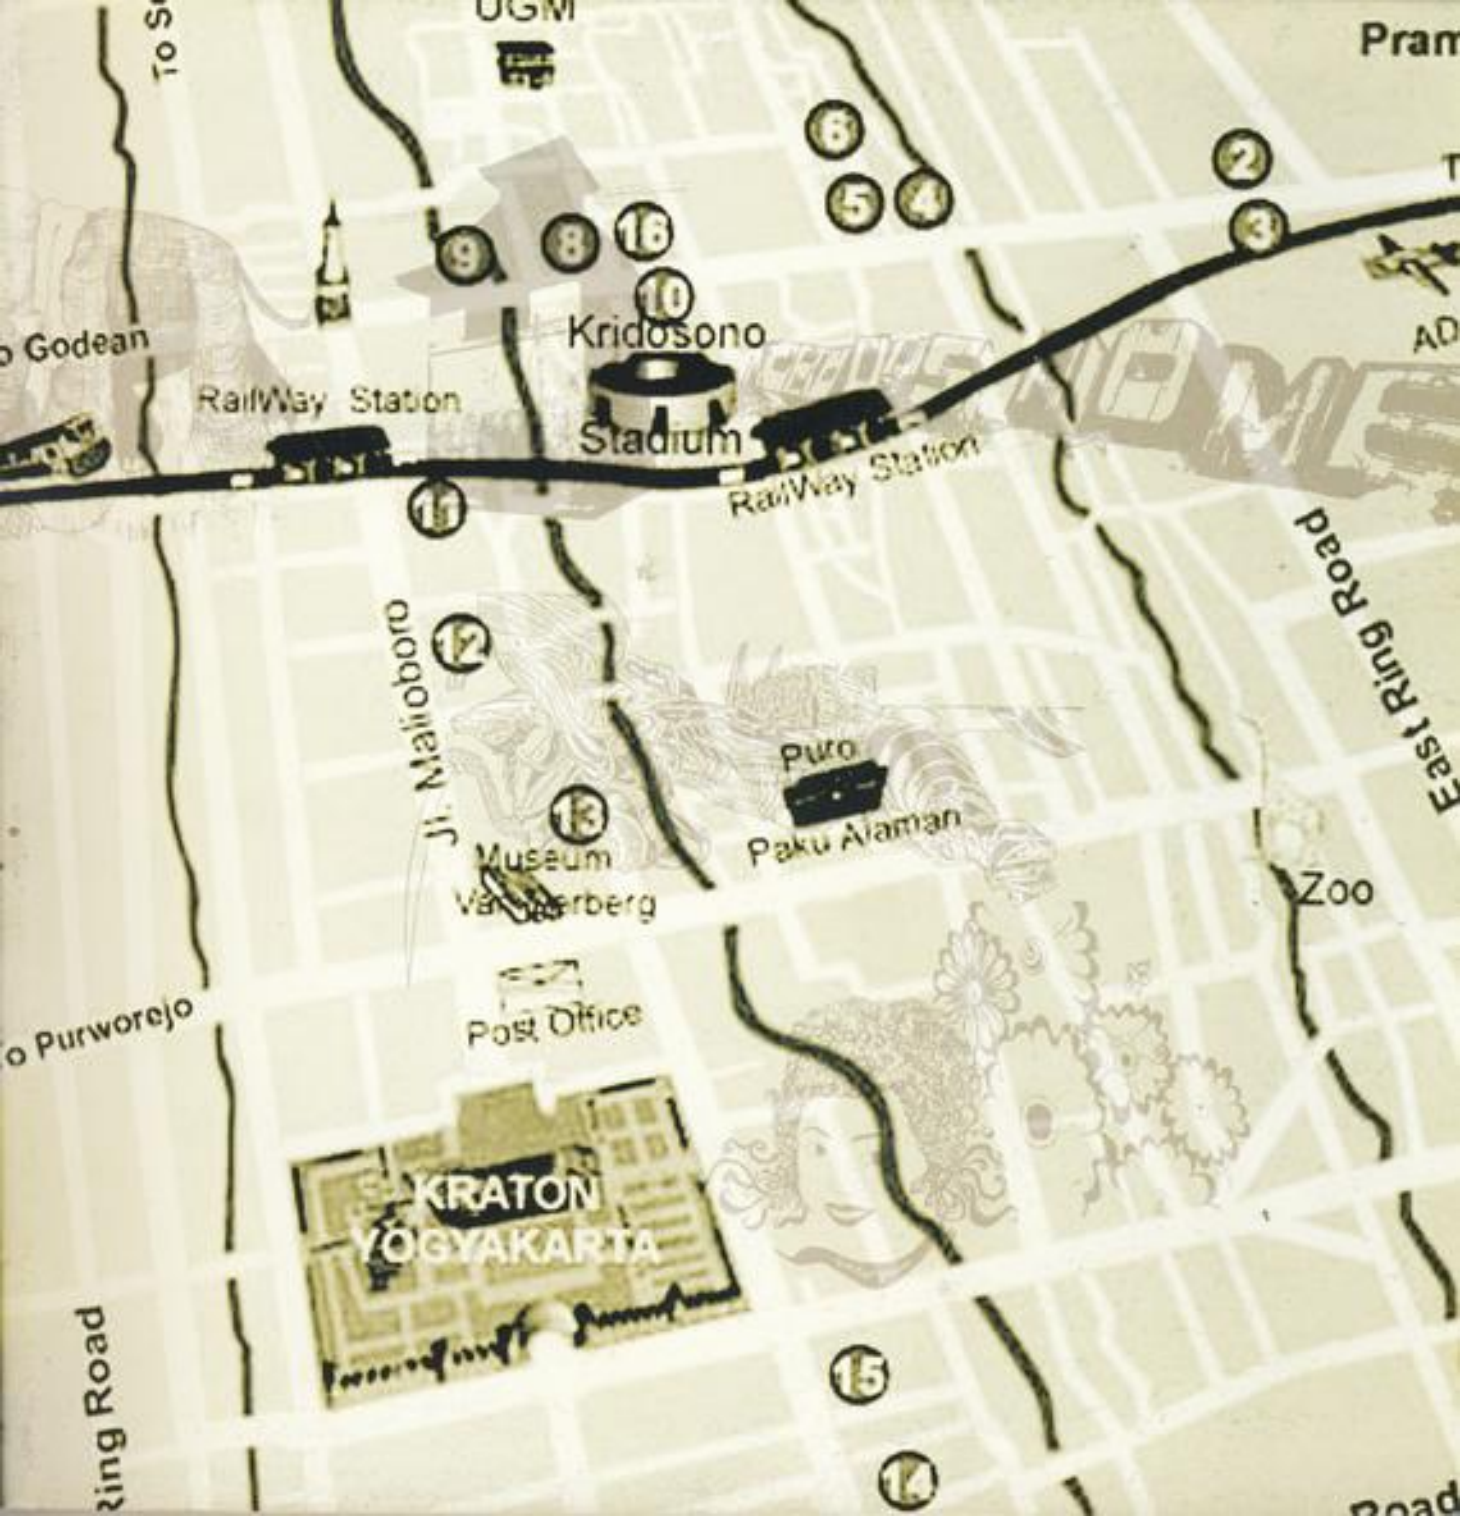 UGM
Pram
To S
6
2
5
4
3
T
9
8
16
10
Kridosono
Stadium
AD
o Godean
RailWay Station
RailWay Station
11
12
Jl. Malioboro
East Ring Road
Puro
Paku Alaman
13
Museum
Zoo
Post Office
o Purworejo
KRATON
YOGYAKARTA
Ring Road
15
14
Road